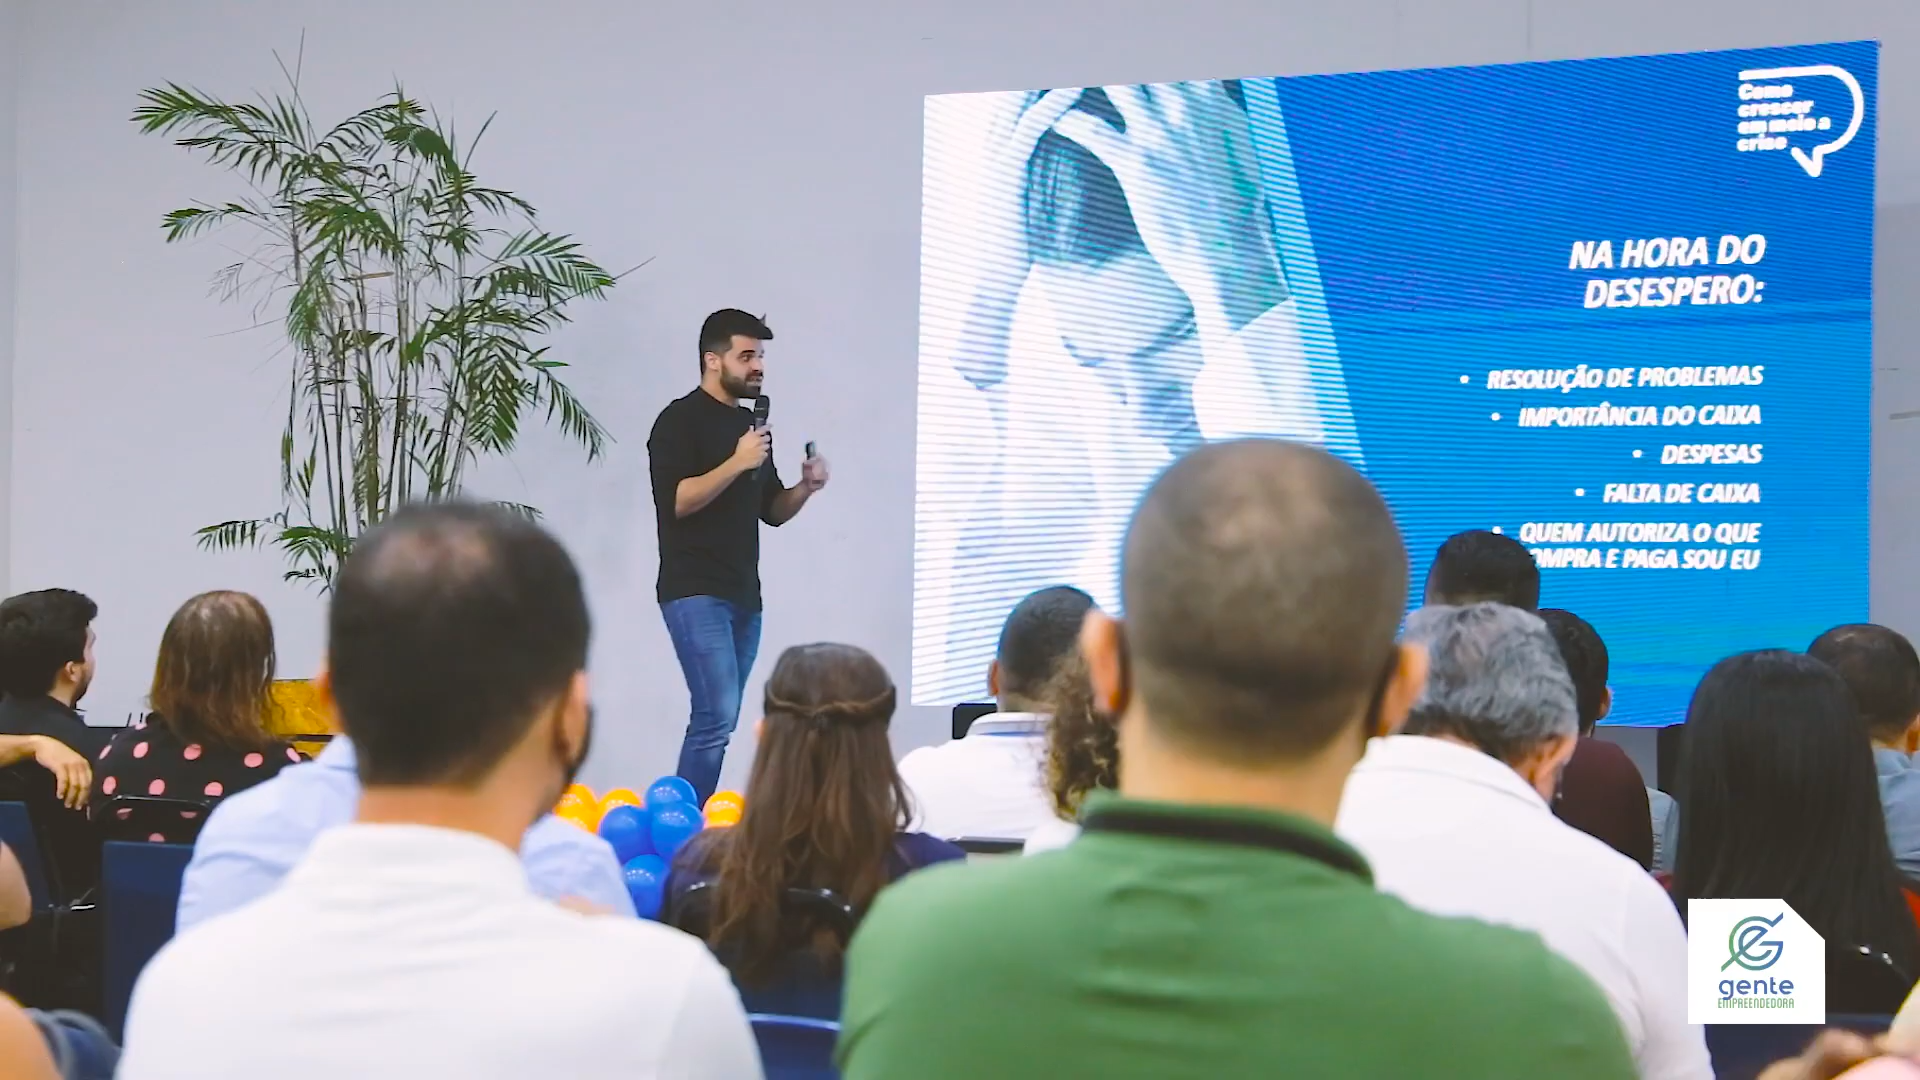 Como
crescer
em meio a
crise
NA HORA DO
DESESPERO:
• RESOLUÇÃO DE PROBLEMAS
• IMPORTÂNCIA DO CAIXA
• DESPESAS
• FALTA DE CAIXA
• QUEM AUTORIZA O QUE
OMPRA E PAGA SOU EU
gente
EMPREENDEDORA